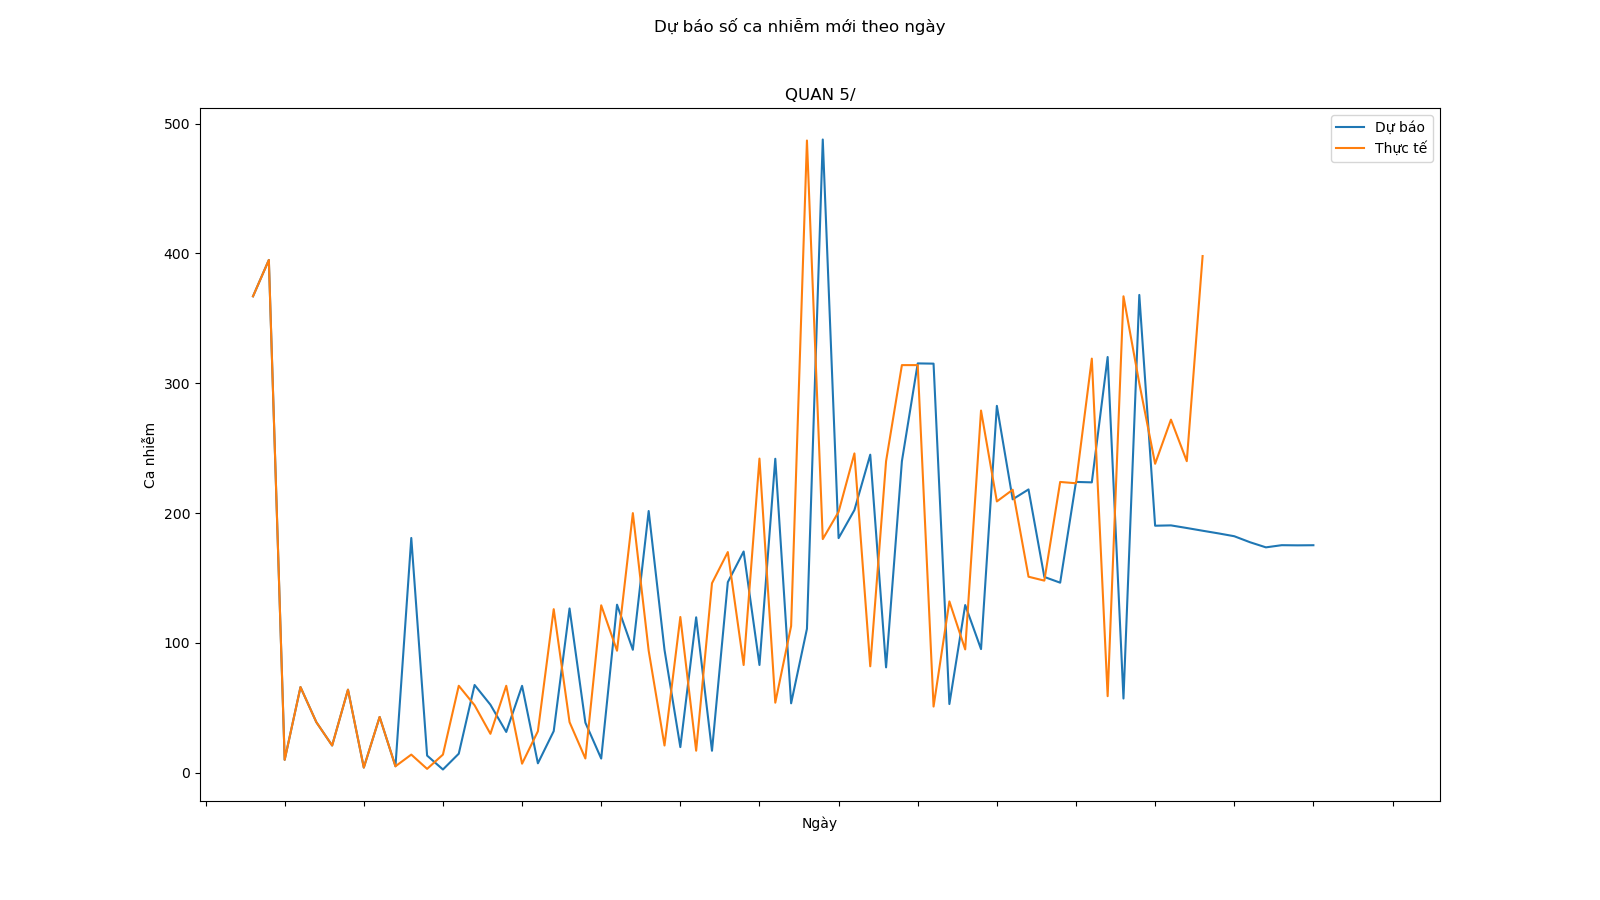 Dự báo số ca nhiễm mới theo ngày
QUAN 5/
Dự báo
Thực tế
500
400
300
200
100
0
Ca nhiễm
Ngày